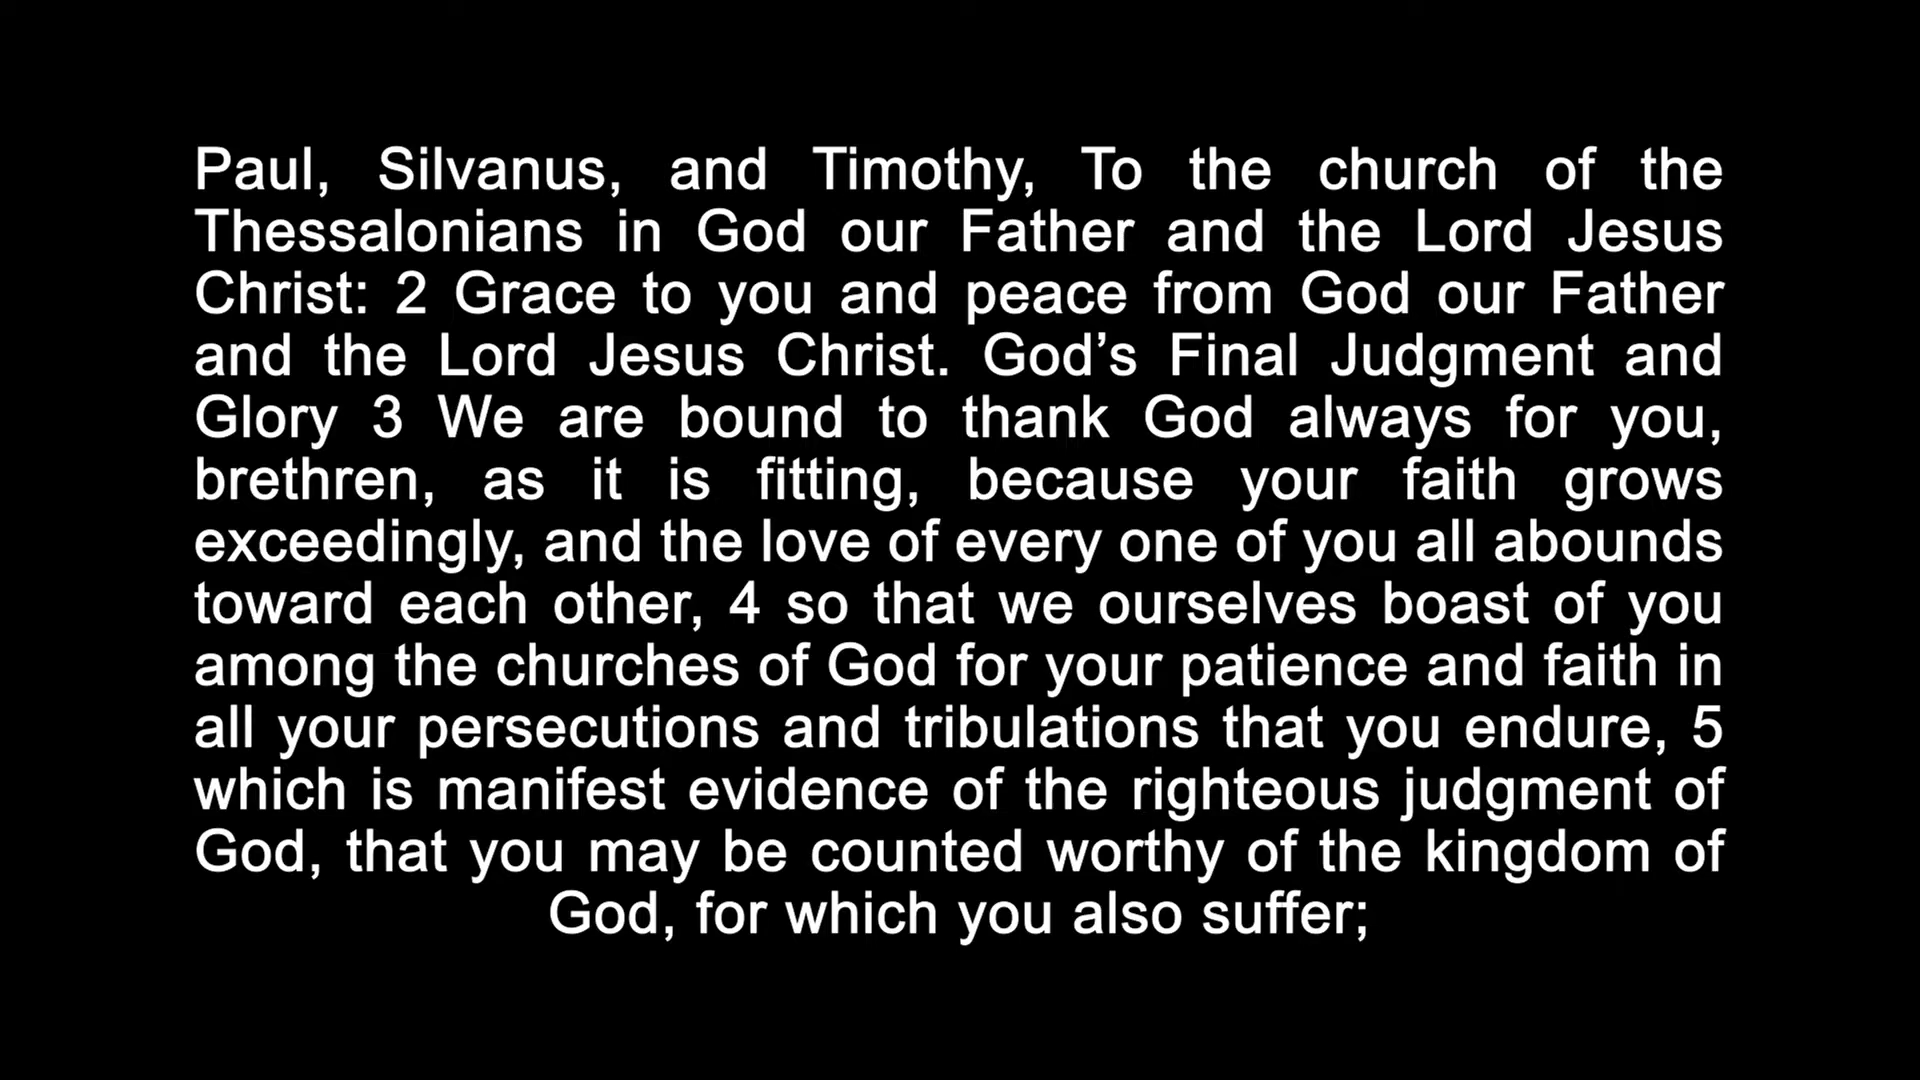 Paul, Silvanus, and Timothy, To the church of the
Thessalonians in God our Father and the Lord Jesus
Christ: 2 Grace to you and peace from God our Father
and the Lord Jesus Christ. God’s Final Judgment and
Glory 3 We are bound to thank God always for you,
brethren, as it is fitting, because your faith grows
exceedingly, and the love of every one of you all abounds
toward each other, 4 so that we ourselves boast of you
among the churches of God for your patience and faith in
all your persecutions and tribulations that you endure, 5
which is manifest evidence of the righteous judgment of
God, that you may be counted worthy of the kingdom of
God, for which you also suffer;